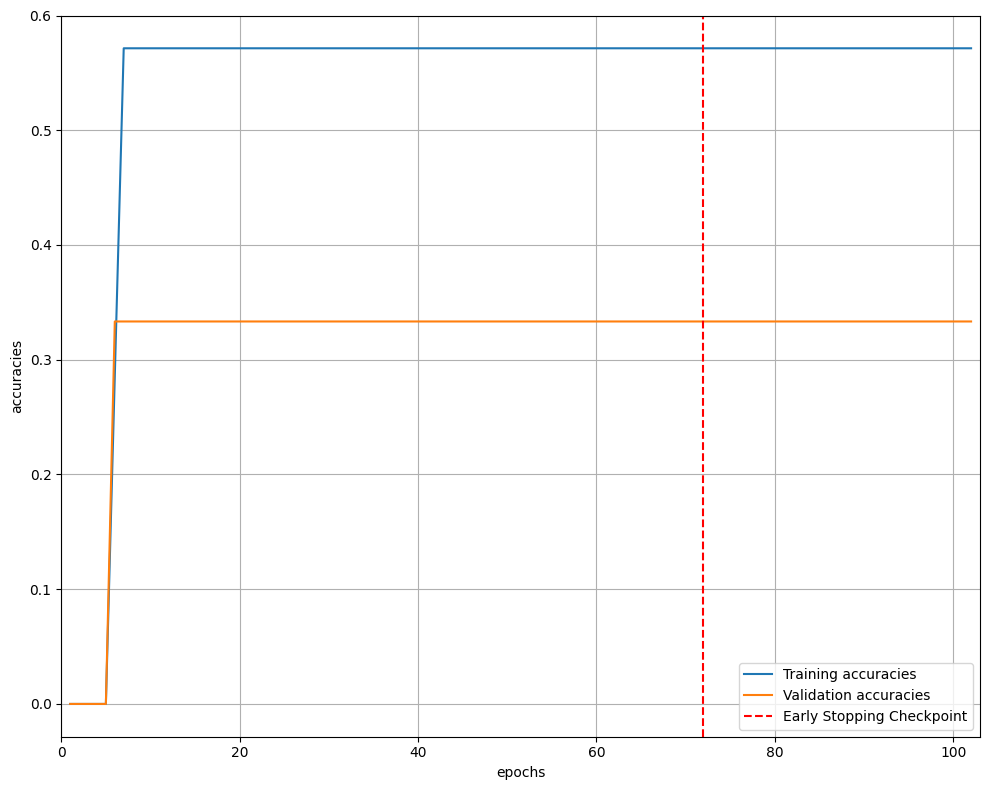 0.6
0.5
0.4
0.3
0.2
0.1
0.0
accuracies
0 20 40 60 80 100
epochs
Training accuracies
Validation accuracies
Early Stopping Checkpoint